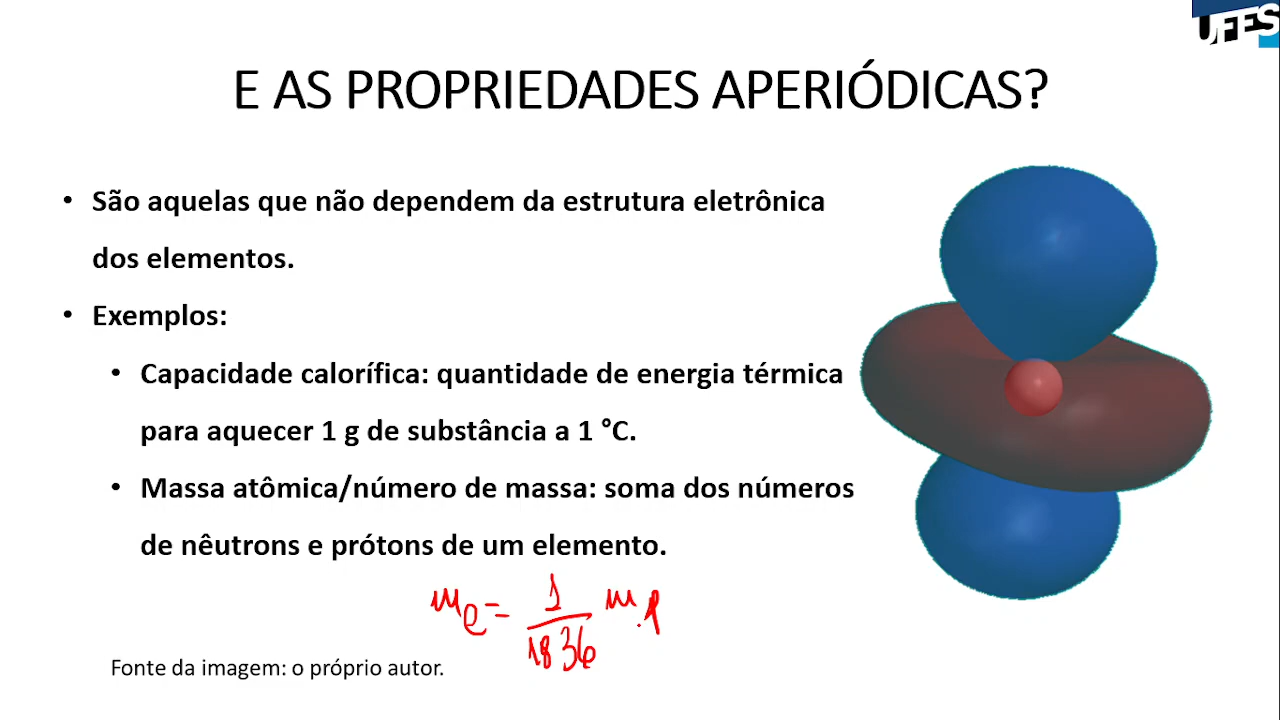 UFES
E AS PROPRIEDADES APERIÓDICAS?
• São aquelas que não dependem da estrutura eletrônica
dos elementos.
• Exemplos:
• Capacidade calorífica: quantidade de energia térmica
para aquecer 1 g de substância a 1 °C.
• Massa atômica/número de massa: soma dos números
de nêutrons e prótons de um elemento.
me = 1/1836 mp
Fonte da imagem: o próprio autor.